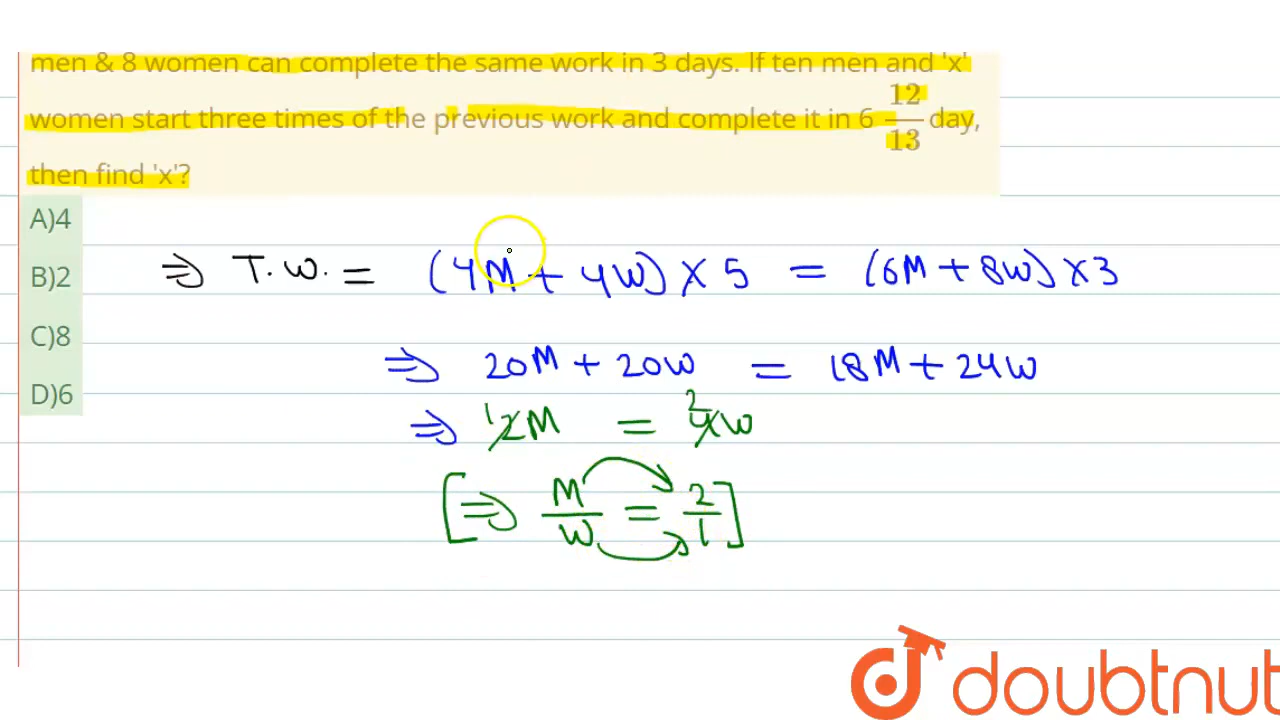 men & 8 women can complete the same work in 3 days. If ten men and 'x'
women start three times of the previous work and complete it in 6 12/13 day,
then find 'x'?
A)4
B)2
C)8
D)6
⇒ T.W. = (4M + 4W) × 5 = (6M + 8W) × 3
⇒ 20M + 20W = 18M + 24W
⇒ 1 2M = 2 4W
[⇒ M/W = 2/1]
doubtnut